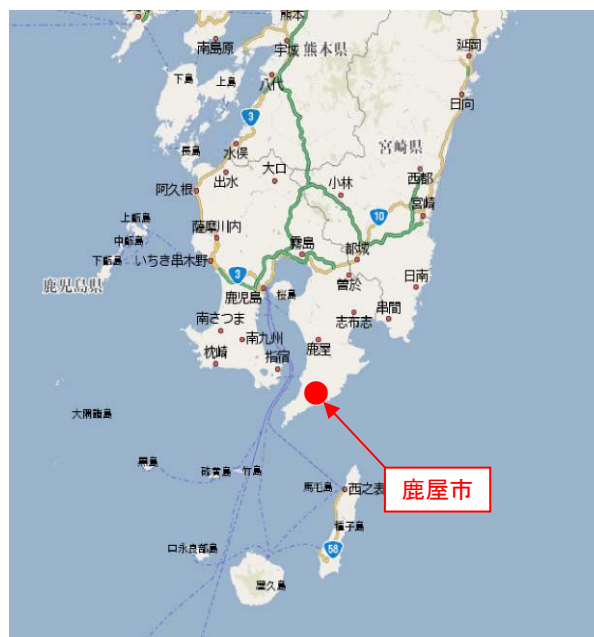 熊本
南島原
宇城
熊本県
延岡
下島
上島
八代
日向
3
長島
水俣
宮崎県
大口
出水
小林
西都
阿久根
宮崎
上甑島
薩摩川内
10
中甑島
霧島
都城
下甑島
いちき串木野
3
日南
鹿児島県
鹿児島
桜島
曽於
串間
南さつま
志布志
南九州
鹿屋
枕崎
指宿
大隅諸島
黒島
硫黄島
竹島
馬毛島
西之表
鹿屋市
種子島
口永良部島
58
屋久島